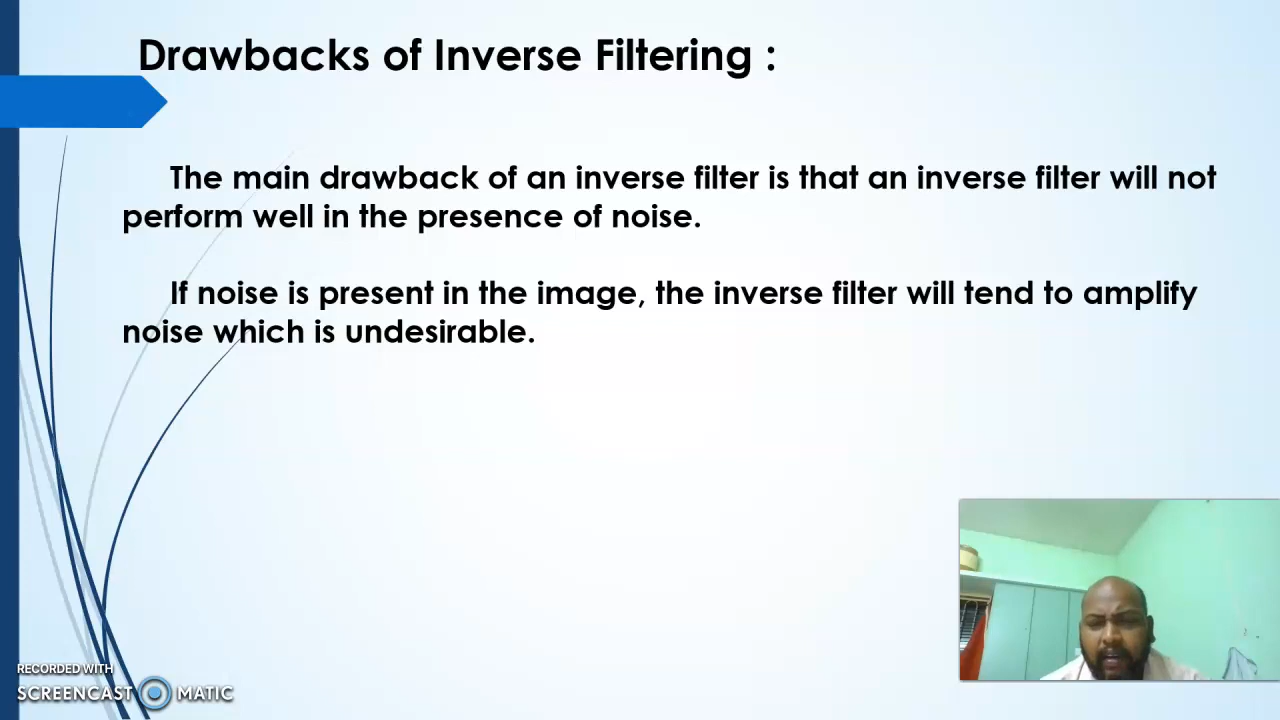 Drawbacks of Inverse Filtering :
The main drawback of an inverse filter is that an inverse filter will not
perform well in the presence of noise.
If noise is present in the image, the inverse filter will tend to amplify
noise which is undesirable.
RECORDED WITH
SCREENCAST MATIC